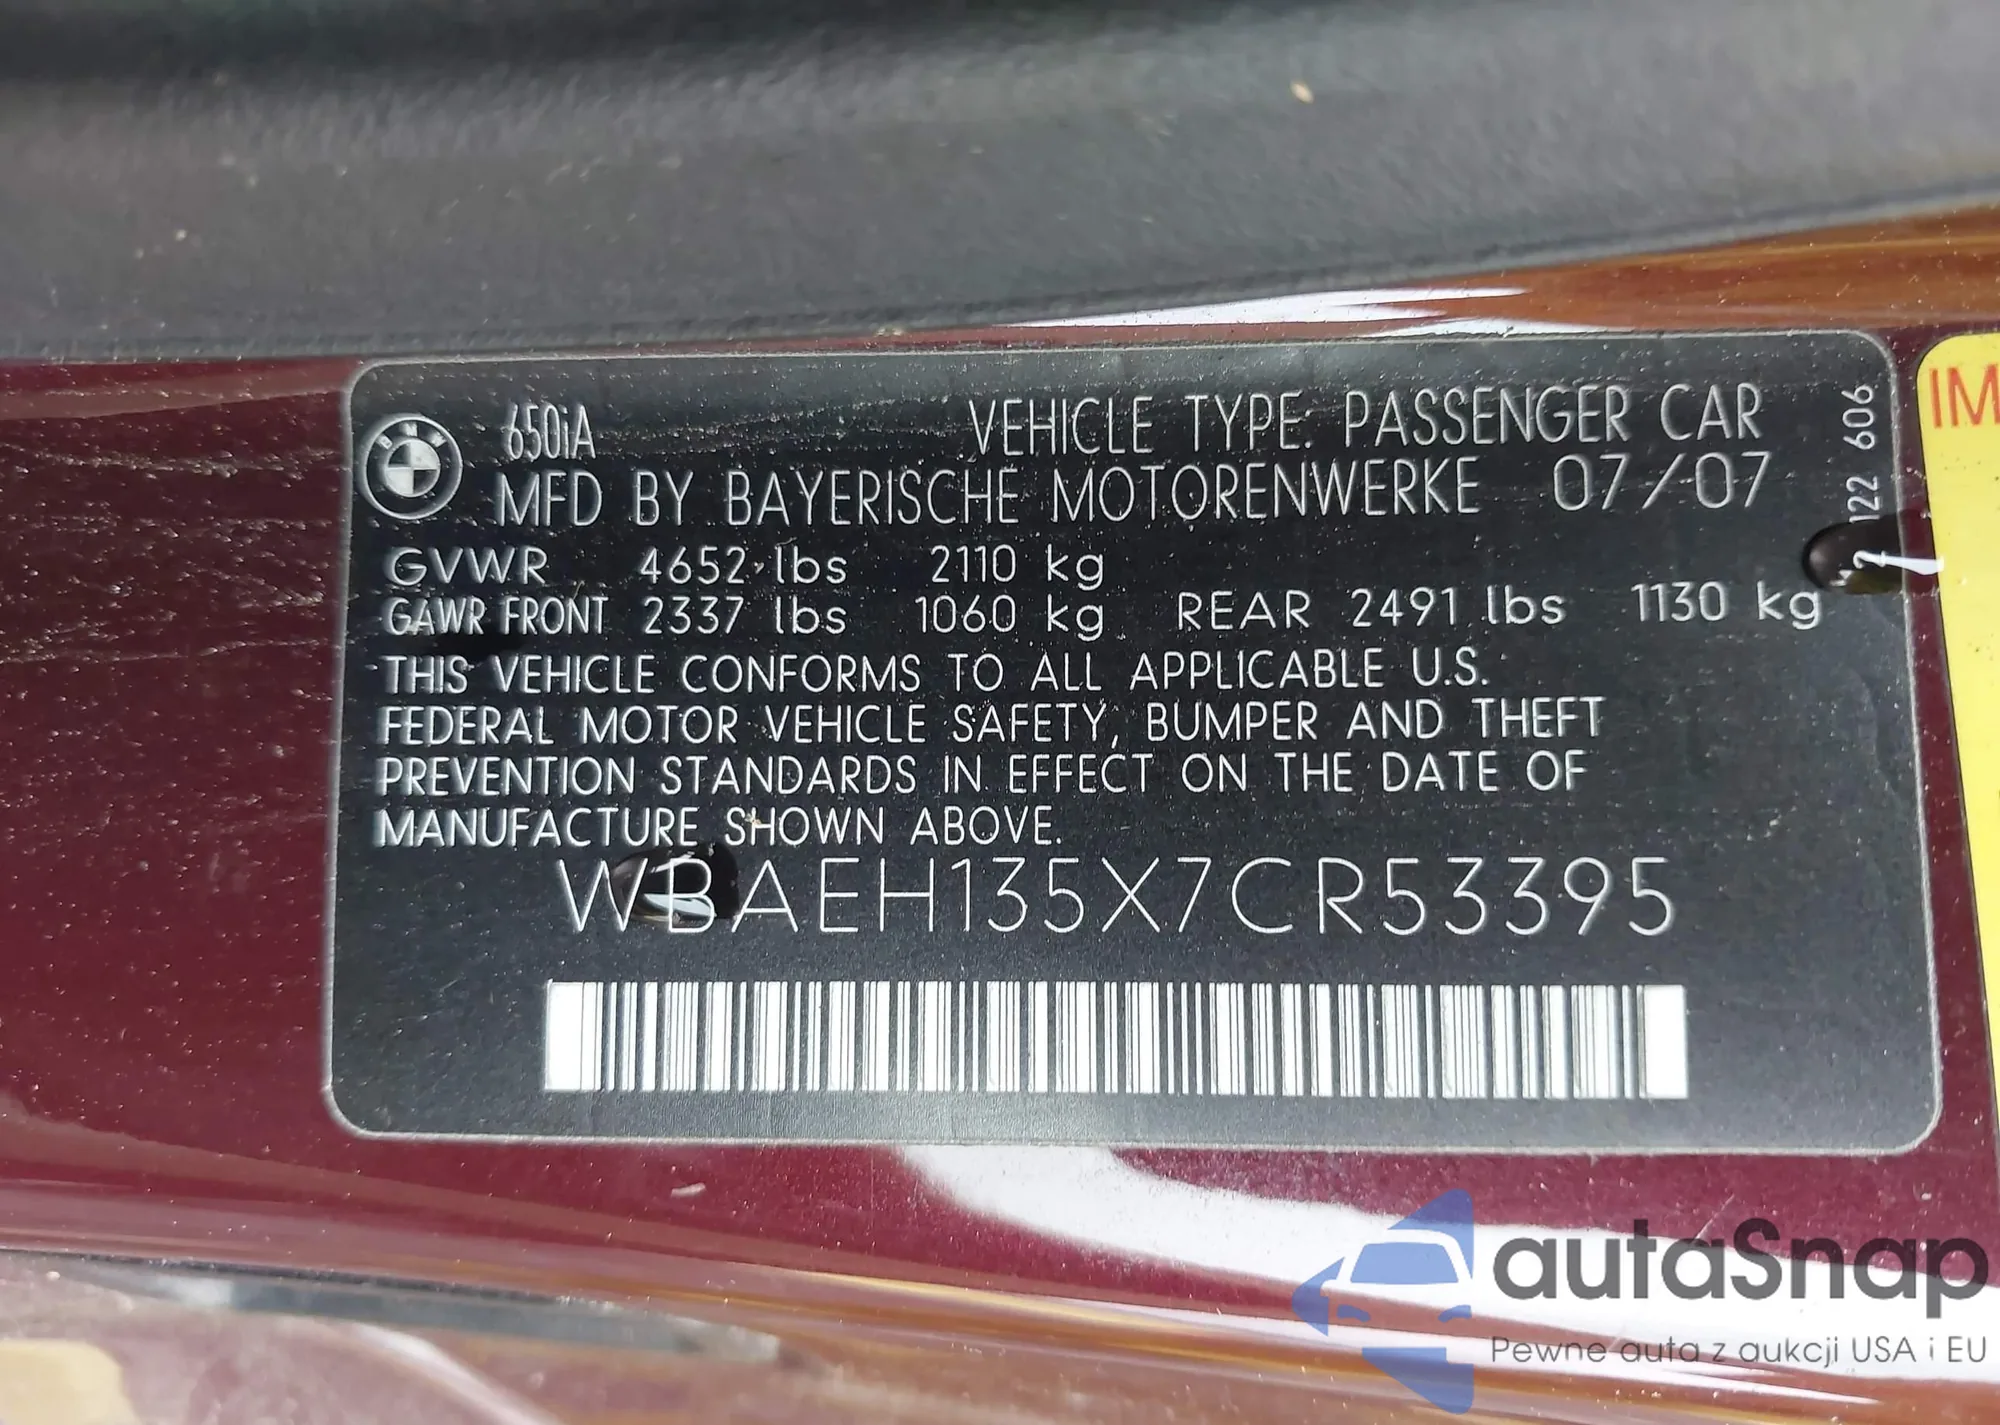 BMW
650iA VEHICLE TYPE: PASSENGER CAR
MFD BY BAYERISCHE MOTORENWERKE 07/07
GVWR 4652 lbs 2110 kg
GAWR FRONT 2337 lbs 1060 kg REAR 2491 lbs 1130 kg
THIS VEHICLE CONFORMS TO ALL APPLICABLE U.S.
FEDERAL MOTOR VEHICLE SAFETY, BUMPER AND THEFT
PREVENTION STANDARDS IN EFFECT ON THE DATE OF
MANUFACTURE SHOWN ABOVE.
WBAEH135X7CR53395
122 606
IM
autaSnap
Pewne auta z aukcji USA i EU